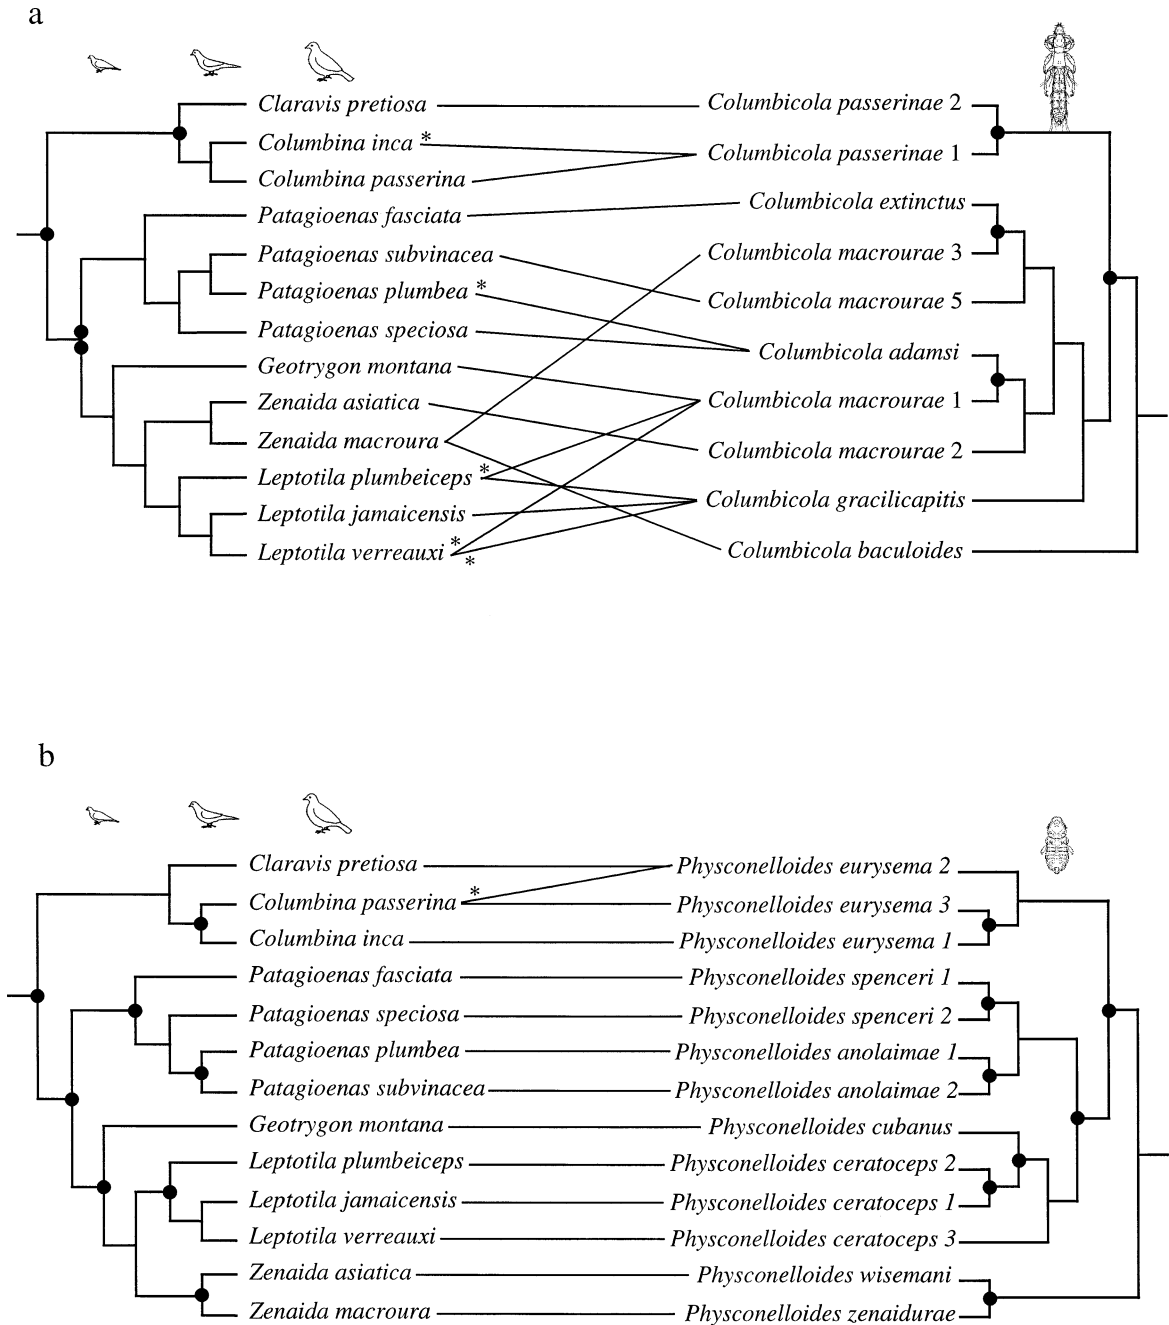 a
Claravis pretiosa Columbicola passerinae 2
Columbina inca * Columbicola passerinae 1
Columbina passerina
Patagioenas fasciata Columbicola extinctus
Patagioenas subvinacea Columbicola macrourae 3
Patagioenas plumbea * Columbicola macrourae 5
Patagioenas speciosa Columbicola adamsi
Geotrygon montana
Zenaida asiatica Columbicola macrourae 1
Zenaida macroura Columbicola macrourae 2
Leptotila plumbeiceps * Columbicola gracilicapitis
Leptotila jamaicensis
Leptotila verreauxi * * Columbicola baculoides
b
Claravis pretiosa Physconelloides eurysema 2
Columbina passerina * Physconelloides eurysema 3
Columbina inca Physconelloides eurysema 1
Patagioenas fasciata Physconelloides spenceri 1
Patagioenas speciosa Physconelloides spenceri 2
Patagioenas plumbea Physconelloides anolaimae 1
Patagioenas subvinacea Physconelloides anolaimae 2
Geotrygon montana Physconelloides cubanus
Leptotila plumbeiceps Physconelloides ceratoceps 2
Leptotila jamaicensis Physconelloides ceratoceps 1
Leptotila verreauxi Physconelloides ceratoceps 3
Zenaida asiatica Physconelloides wisemani
Zenaida macroura Physconelloides zenaidurae